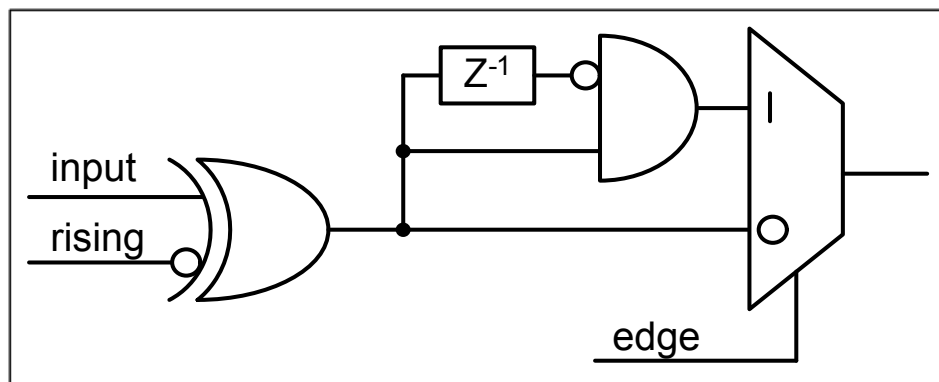 Z⁻¹
I
input
rising
O
edge